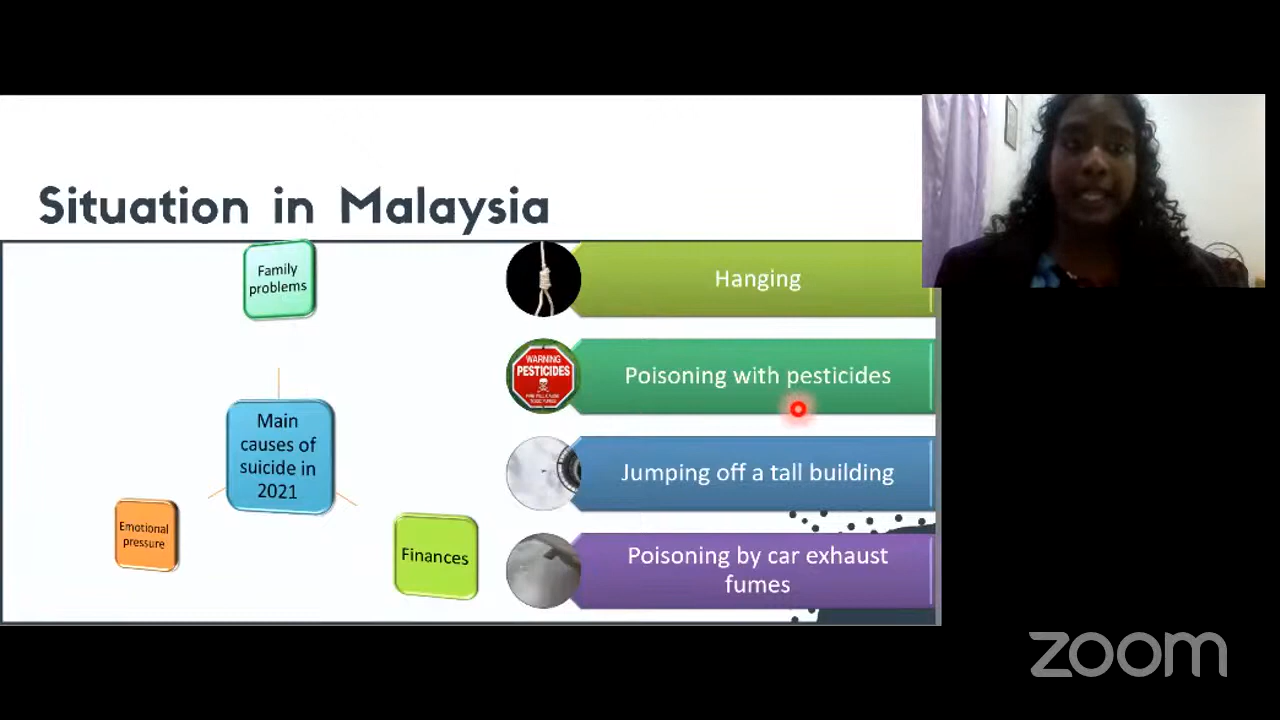 Situation in Malaysia
Family
problems
Main
causes of
suicide in
2021
Emotional
pressure
Finances
Hanging
WARNING
PESTICIDES
Poisoning with pesticides
Jumping off a tall building
Poisoning by car exhaust
fumes
zoom